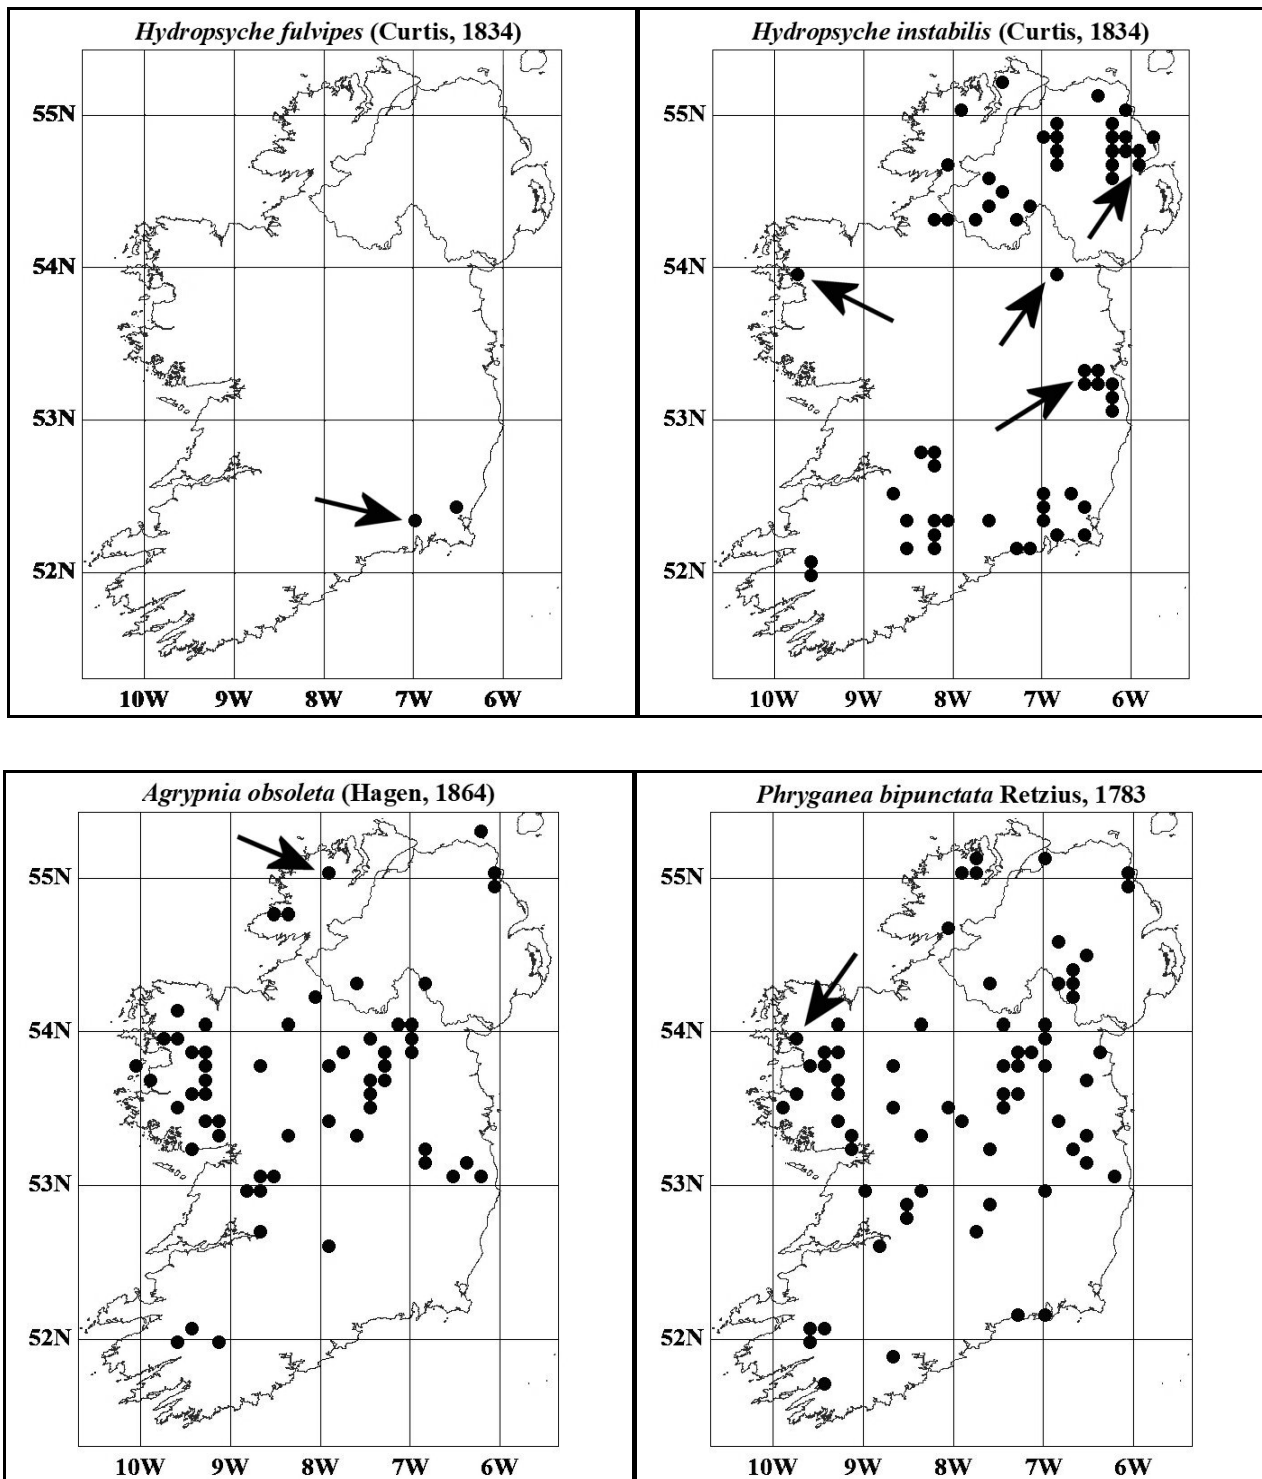 Hydropsyche fulvipes (Curtis, 1834)
55N
54N
53N
52N
10W 9W 8W 7W 6W
Hydropsyche instabilis (Curtis, 1834)
55N
54N
53N
52N
10W 9W 8W 7W 6W
Agrypnia obsoleta (Hagen, 1864)
55N
54N
53N
52N
10W 9W 8W 7W 6W
Phryganea bipunctata Retzius, 1783
55N
54N
53N
52N
10W 9W 8W 7W 6W